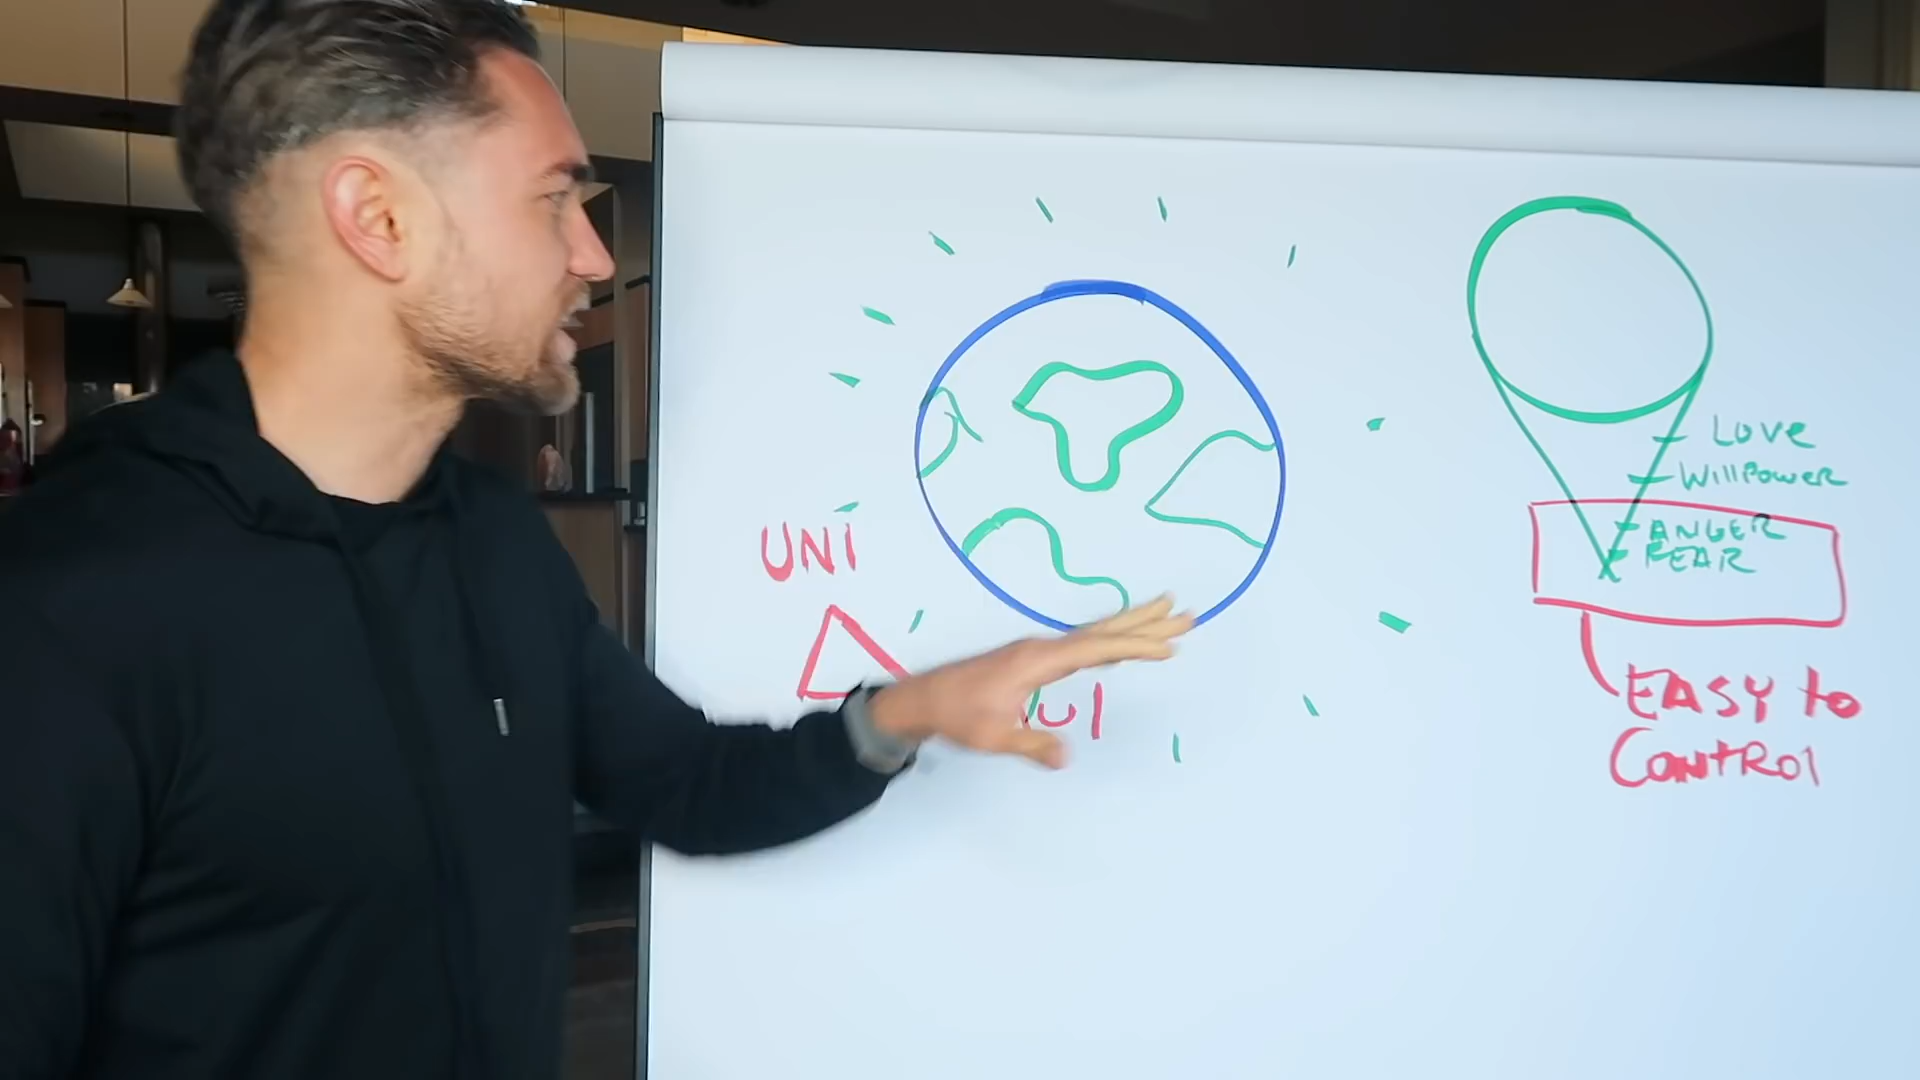 UNI
LOVE
WillPOWER
ANGER
FEAR
EASY to
CONTROl